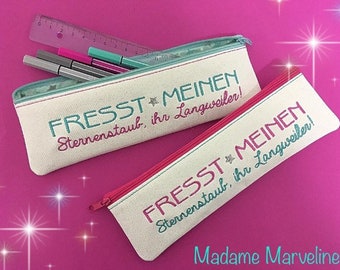 FRESST MEINEN
Sternenstaub, ihr Langweiler!
FRESST MEINEN
Sternenstaub, ihr Langweiler!
Madame Marveline